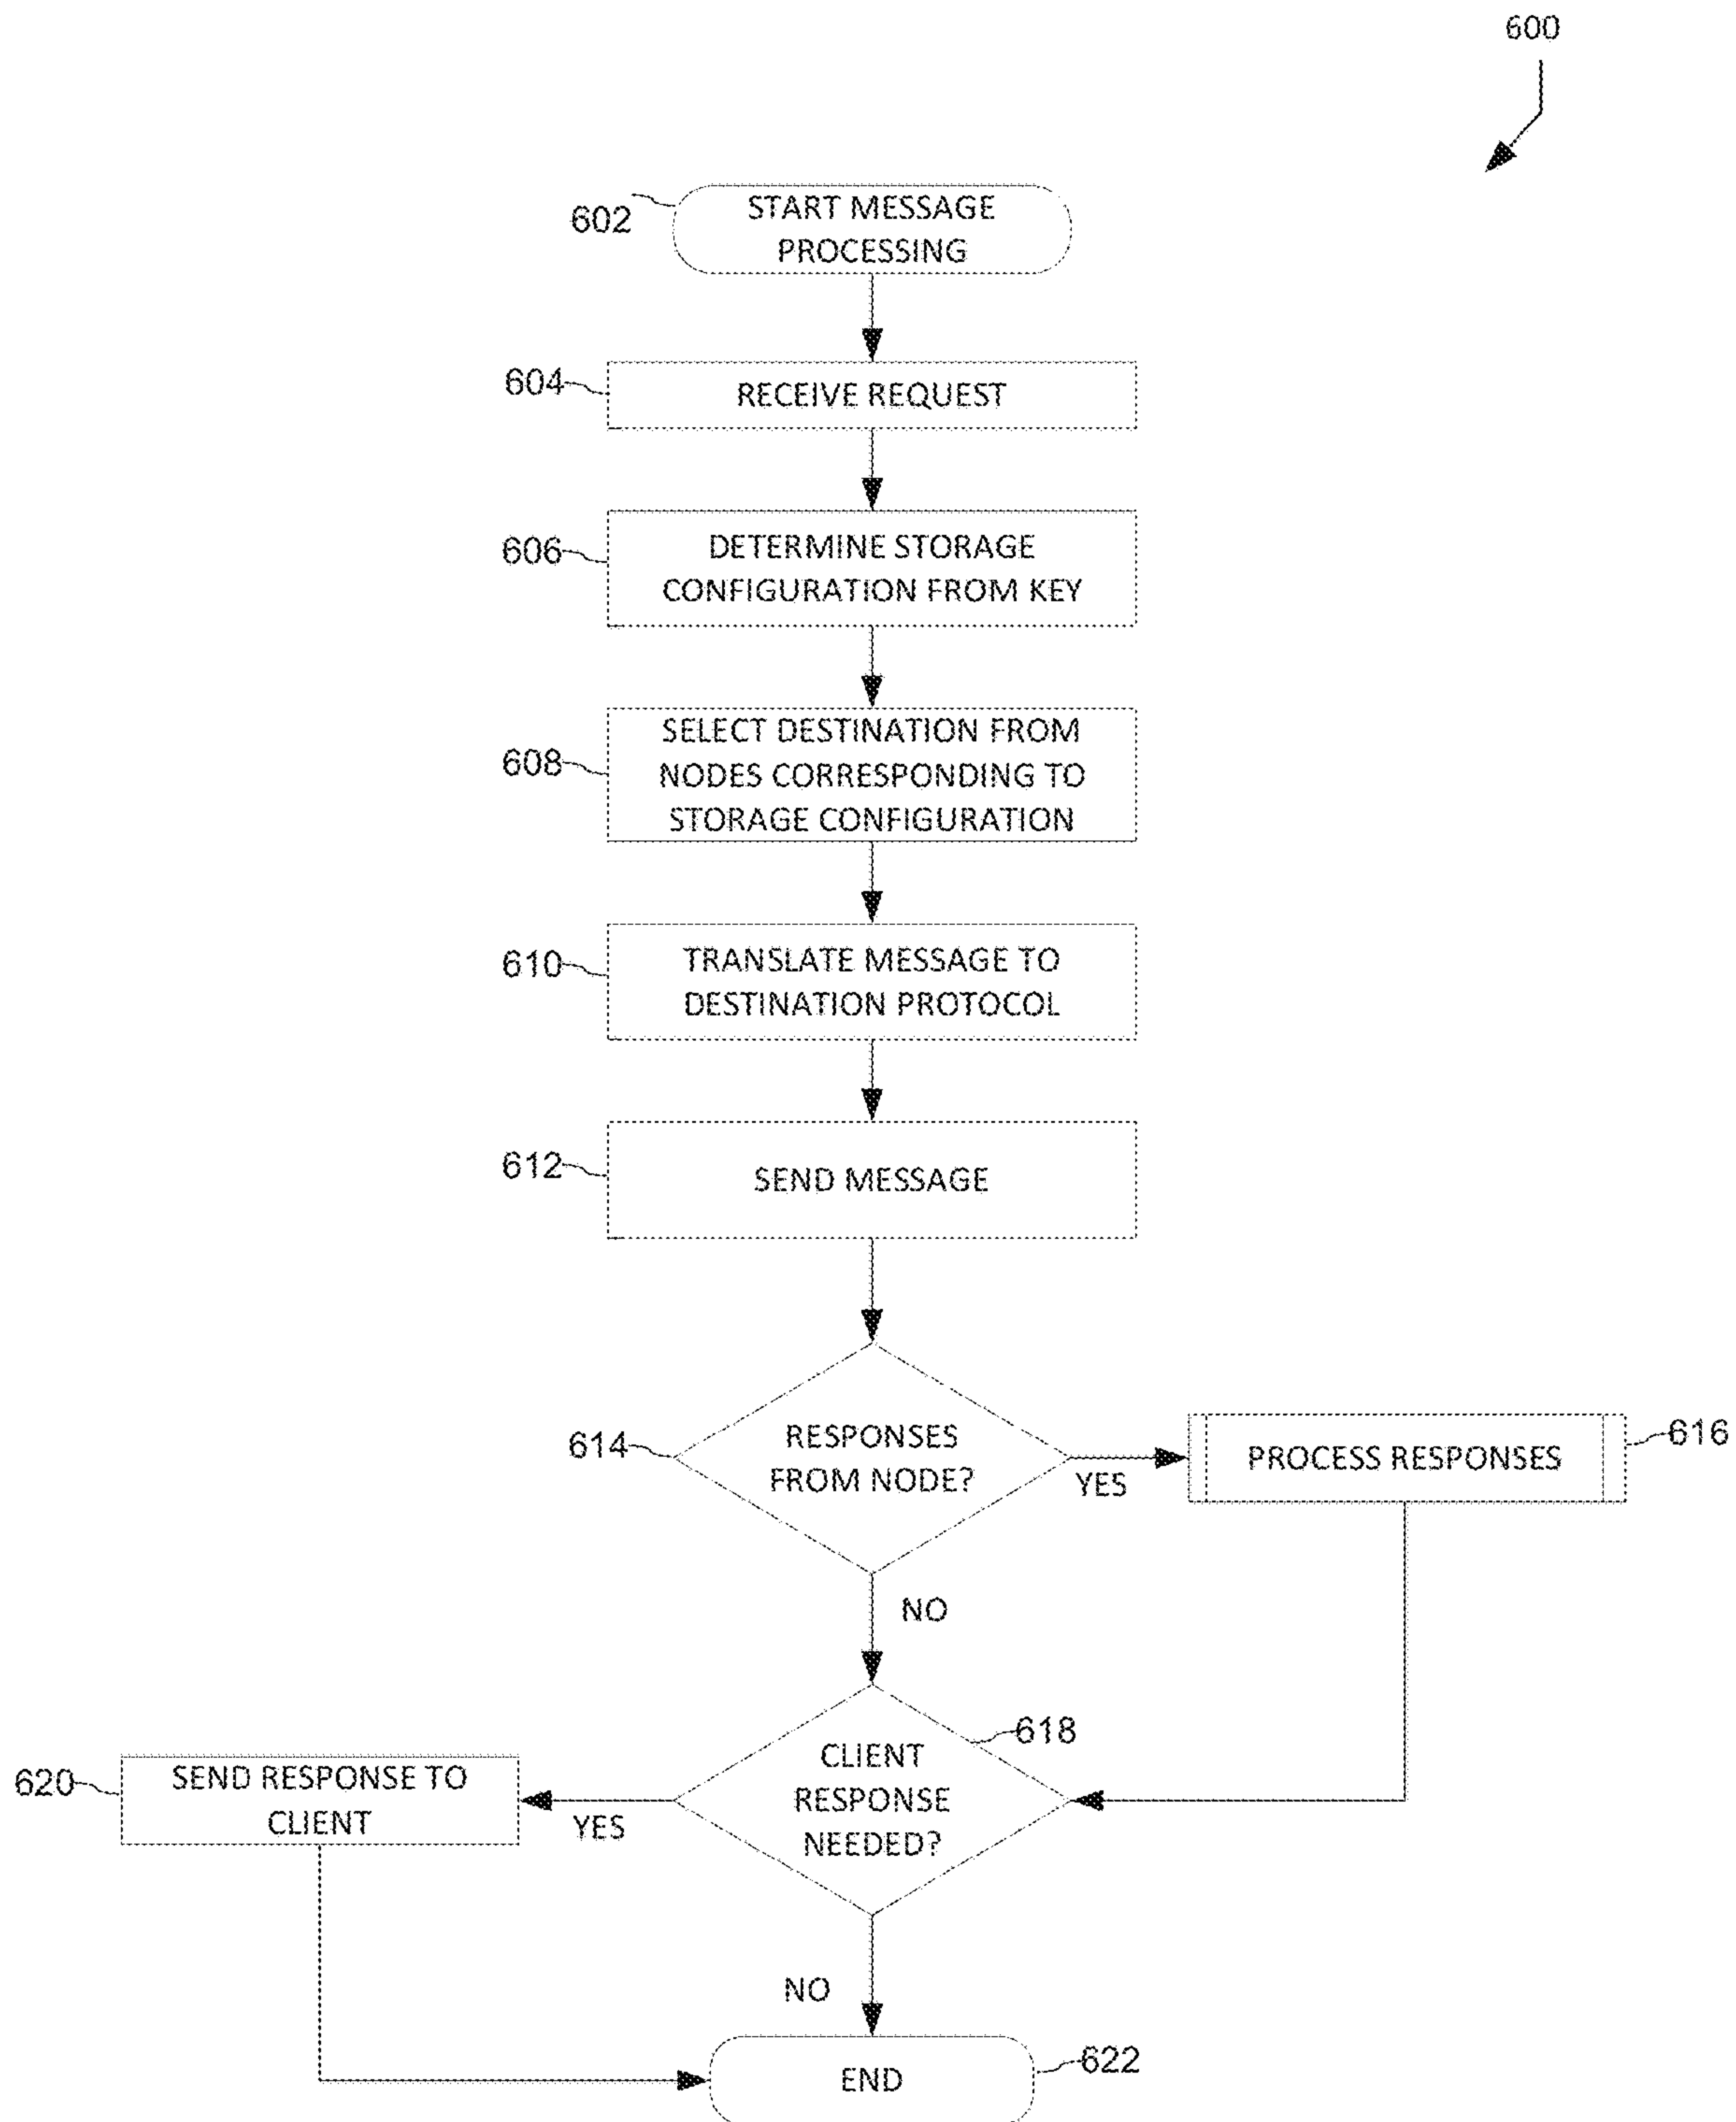 600
602
START MESSAGE
PROCESSING
604
RECEIVE REQUEST
606
DETERMINE STORAGE
CONFIGURATION FROM KEY
608
SELECT DESTINATION FROM
NODES CORRESPONDING TO
STORAGE CONFIGURATION
610
TRANSLATE MESSAGE TO
DESTINATION PROTOCOL
612
SEND MESSAGE
614
RESPONSES
FROM NODE?
YES
PROCESS RESPONSES
616
NO
618
CLIENT
RESPONSE
NEEDED?
YES
620
SEND RESPONSE TO
CLIENT
NO
END
622